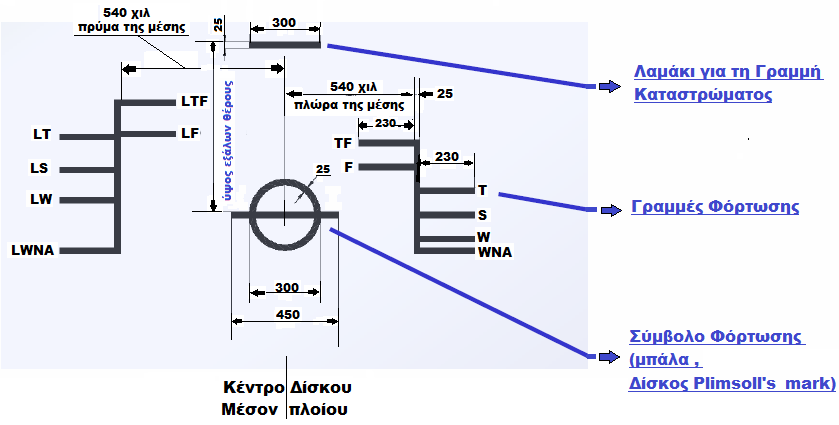 540 χιλ
πρύμα της μέσης
25
300
Λαμάκι για τη Γραμμή
Καταστρώματος
540 χιλ
πλώρα της μέσης
25
LTF
LT
LF
ύψος εξάλων θέρους
230
TF
LS
F
25
230
T
LW
S
Γραμμές Φόρτωσης
W
LWNA
WNA
300
450
Σύμβολο Φόρτωσης
(μπάλα ,
Δίσκος Plimsoll's mark)
Κέντρο Δίσκου
Μέσον πλοίου